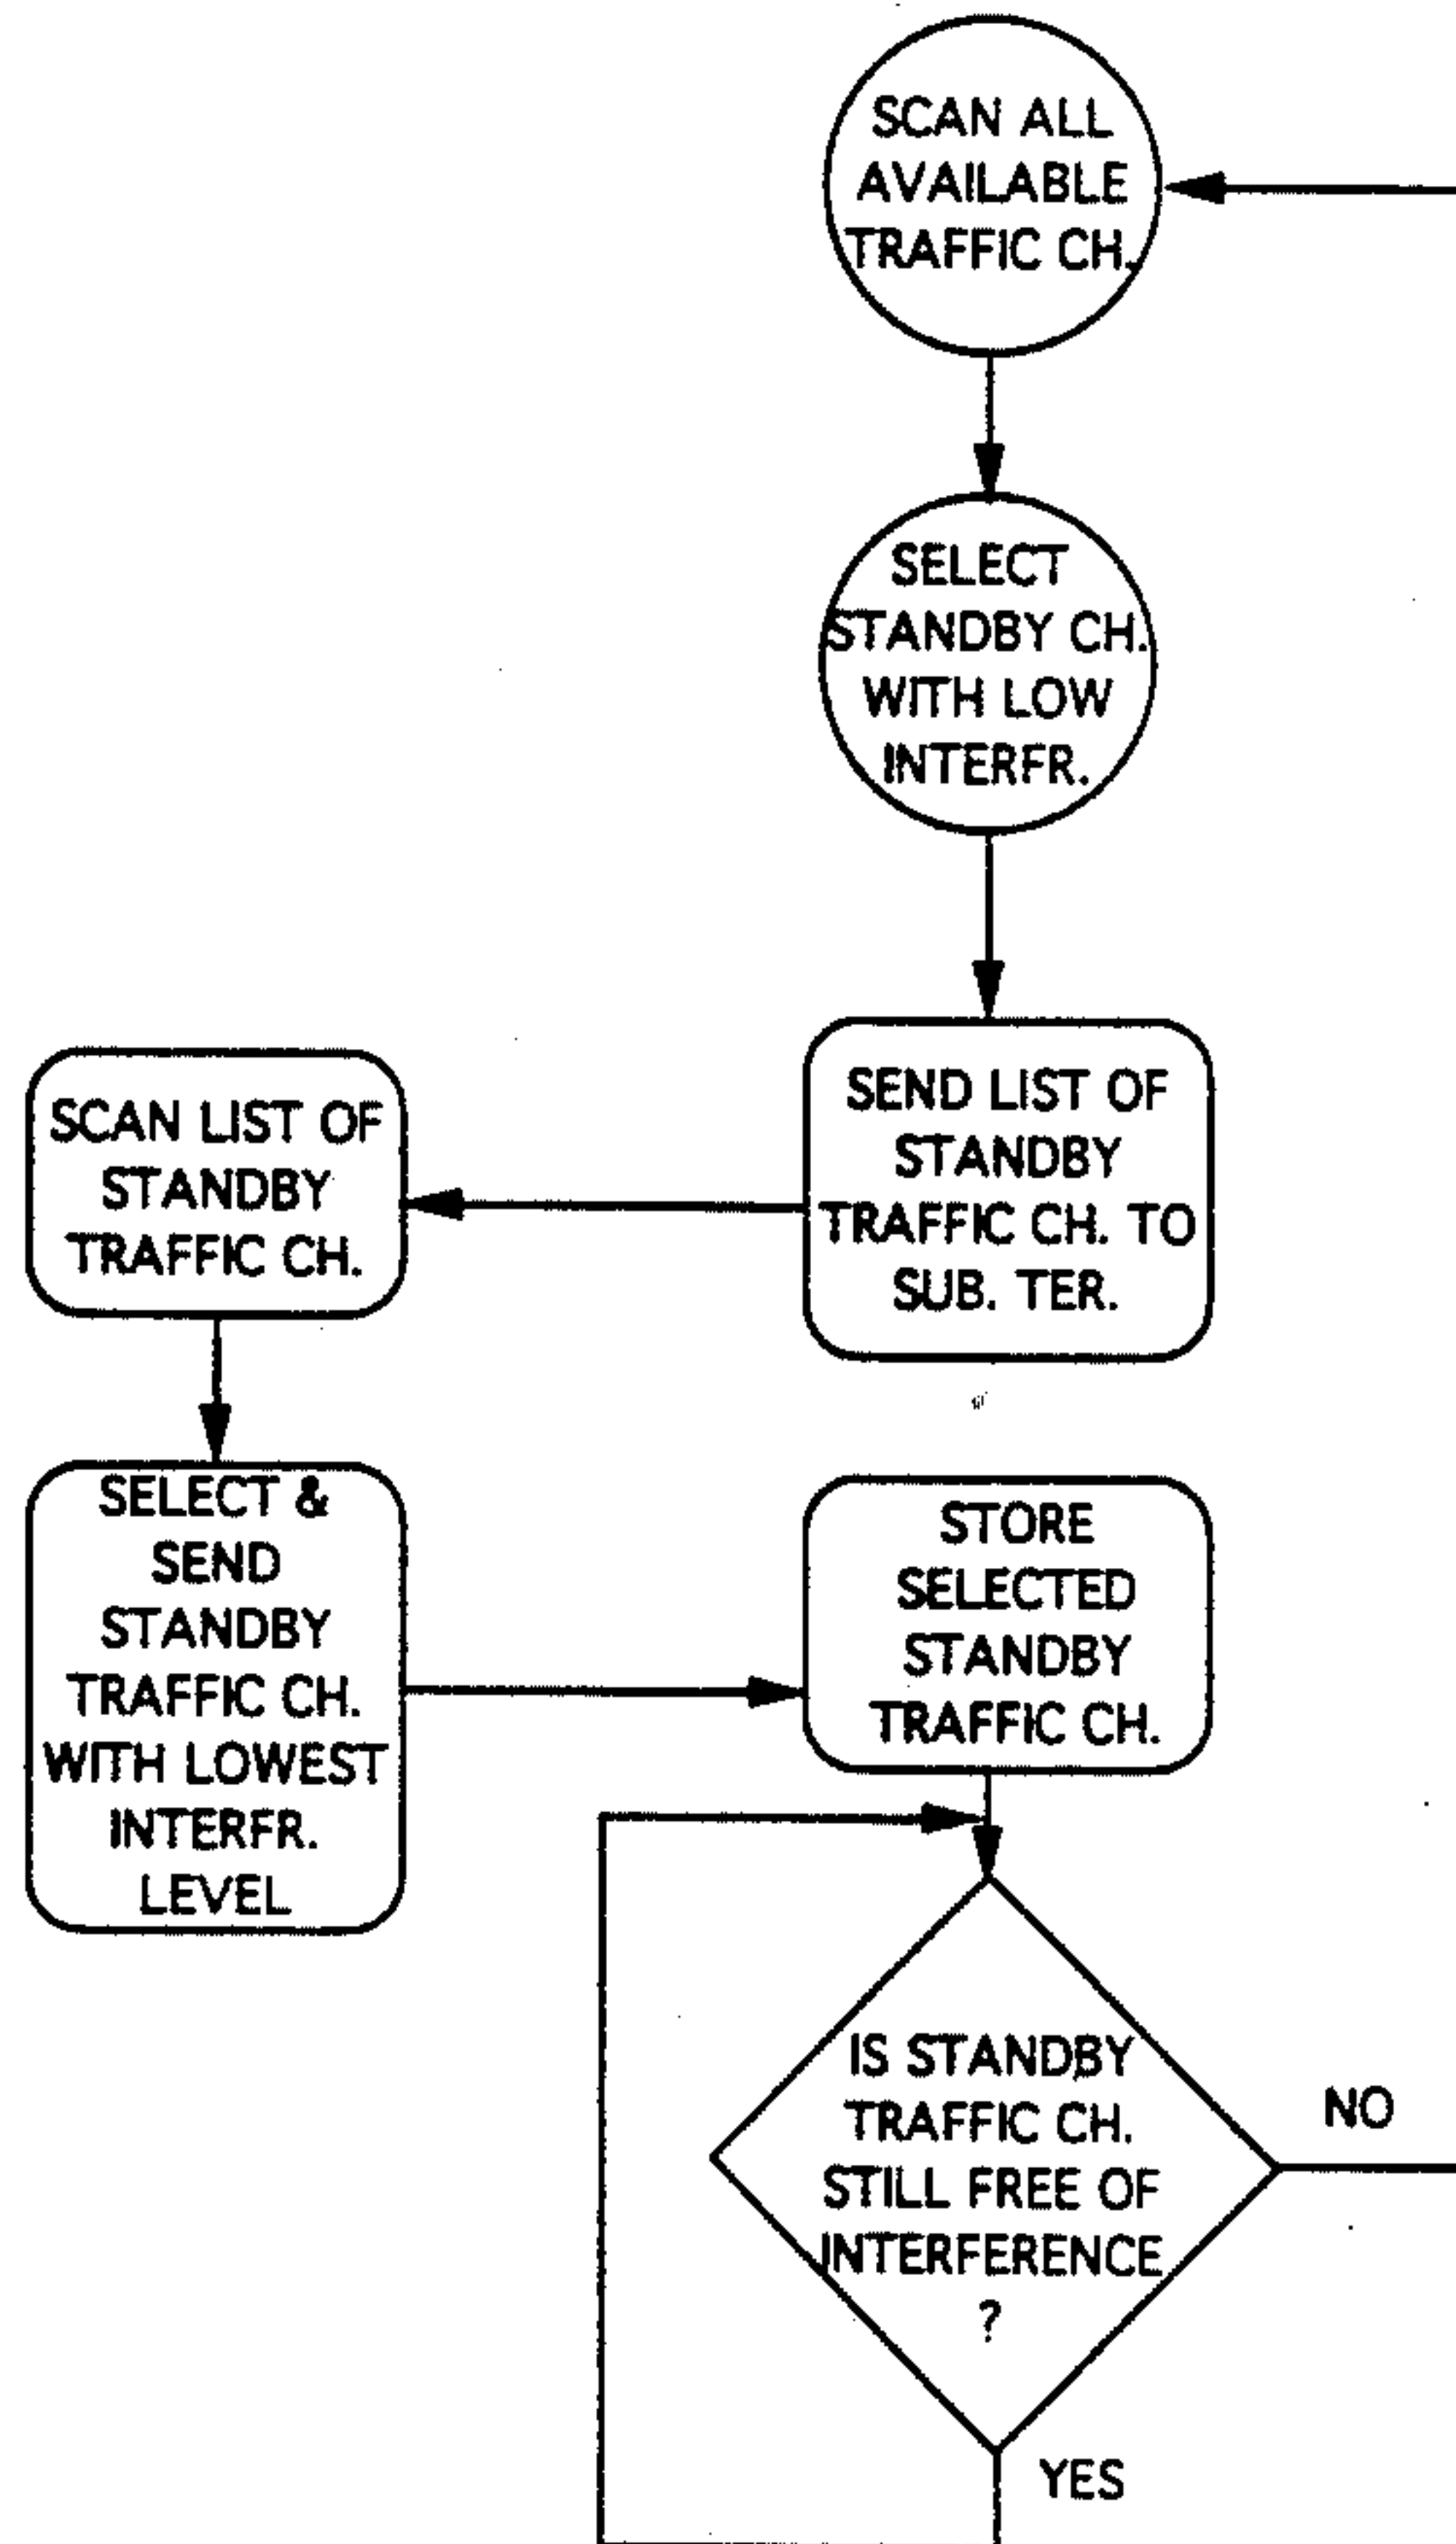 SCAN ALL
AVAILABLE
TRAFFIC CH.
SELECT
STANDBY CH.
WITH LOW
INTERFR.
SEND LIST OF
STANDBY
TRAFFIC CH. TO
SUB. TER.
SCAN LIST OF
STANDBY
TRAFFIC CH.
SELECT &
SEND
STANDBY
TRAFFIC CH.
WITH LOWEST
INTERFR.
LEVEL
STORE
SELECTED
STANDBY
TRAFFIC CH.
IS STANDBY
TRAFFIC CH.
STILL FREE OF
INTERFERENCE
?
NO
YES